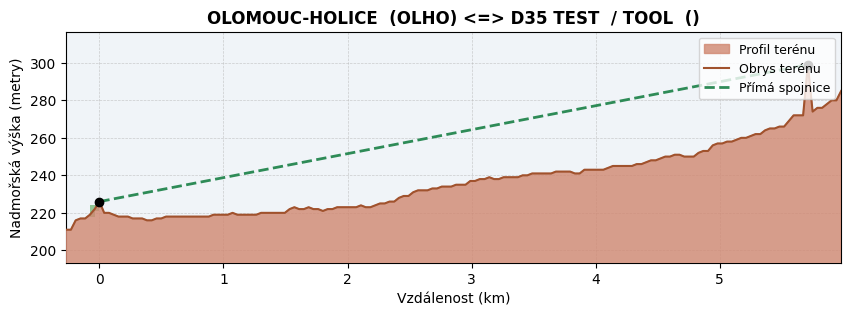 OLOMOUC-HOLICE  (OLHO) <=> D35 TEST  / TOOL  ()
Nadmořská výška (metry)
300
280
260
240
220
200
Profil terénu
Obrys terénu
Přímá spojnice
0
1
2
3
4
5
Vzdálenost (km)